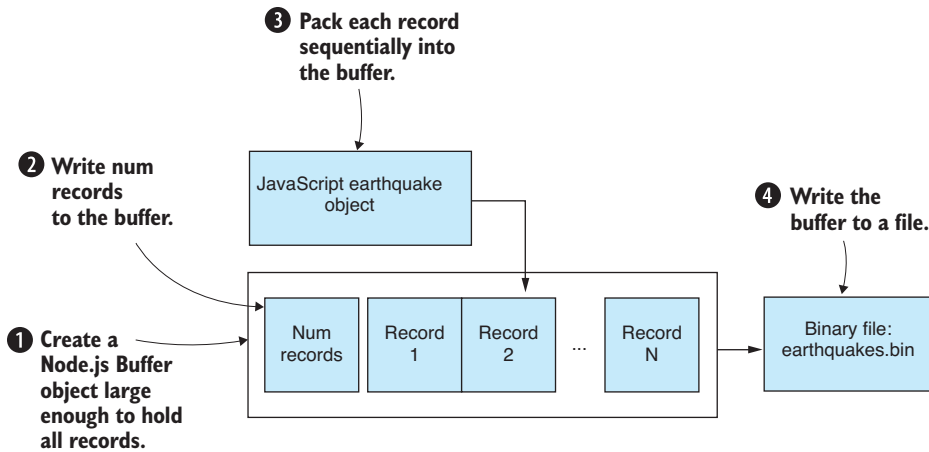 3 Pack each record
sequentially into
the buffer.
2 Write num
records
to the buffer.
JavaScript earthquake
object
4 Write the
buffer to a file.
1 Create a
Node.js Buffer
object large
enough to hold
all records.
Num
records
Record
1
Record
2
...
Record
N
Binary file:
earthquakes.bin